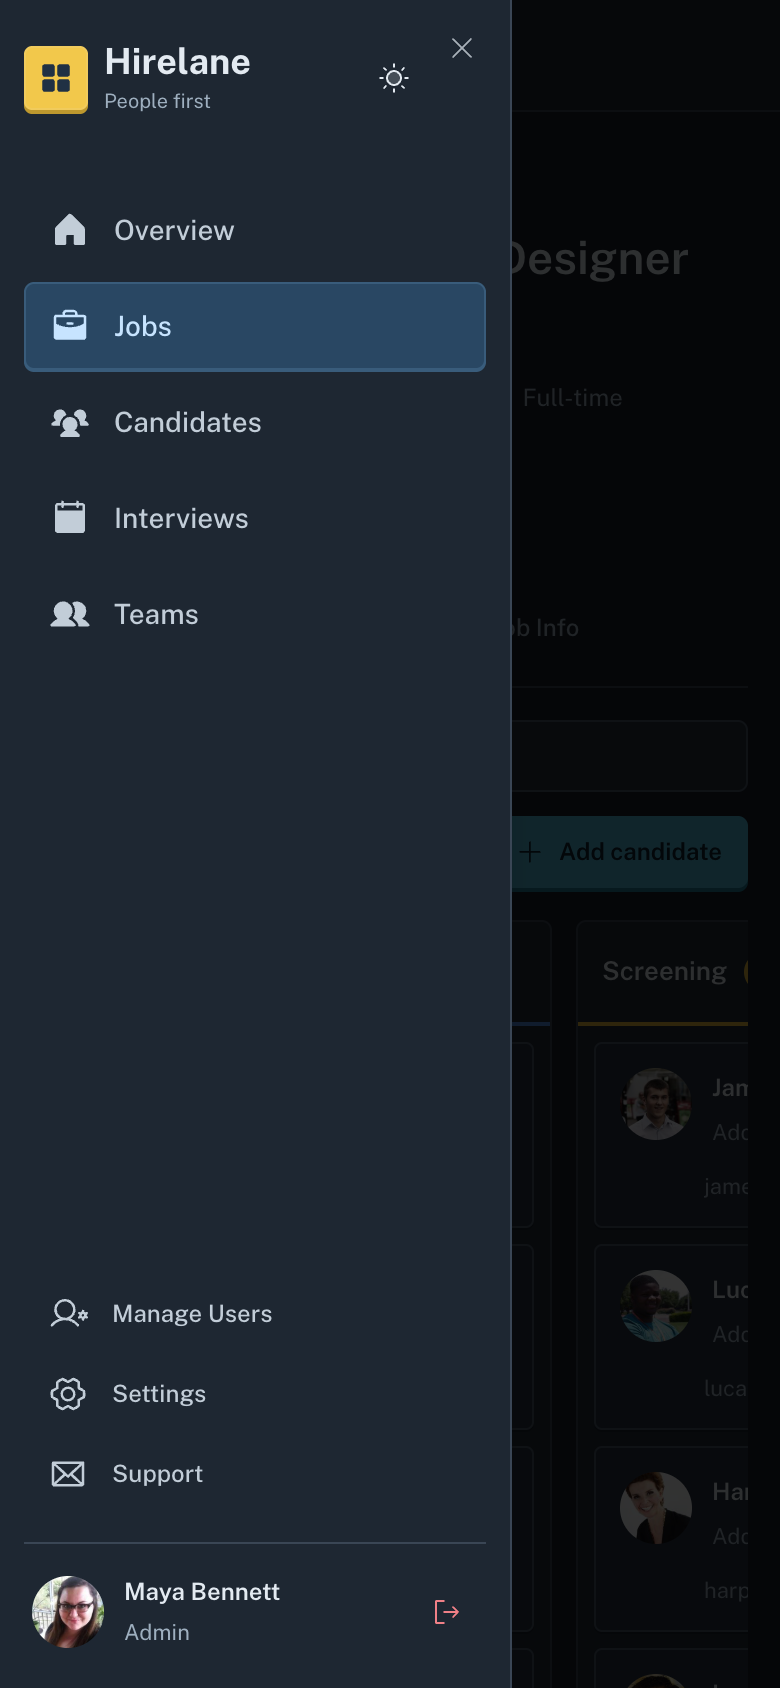 Hirelane
People first
Overview
Jobs
Candidates
Interviews
Teams
Manage Users
Settings
Support
Maya Bennett
Admin
Designer
Full-time
Info
Add candidate
Screening